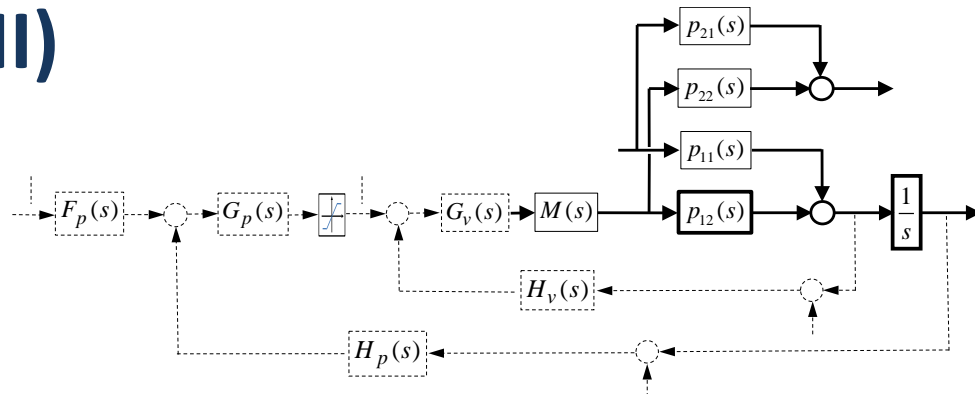 II)
p21(s)
p22(s)
p11(s)
Fp(s)
Gp(s)
Gv(s)
M(s)
p12(s)
1
s
Hv(s)
Hp(s)